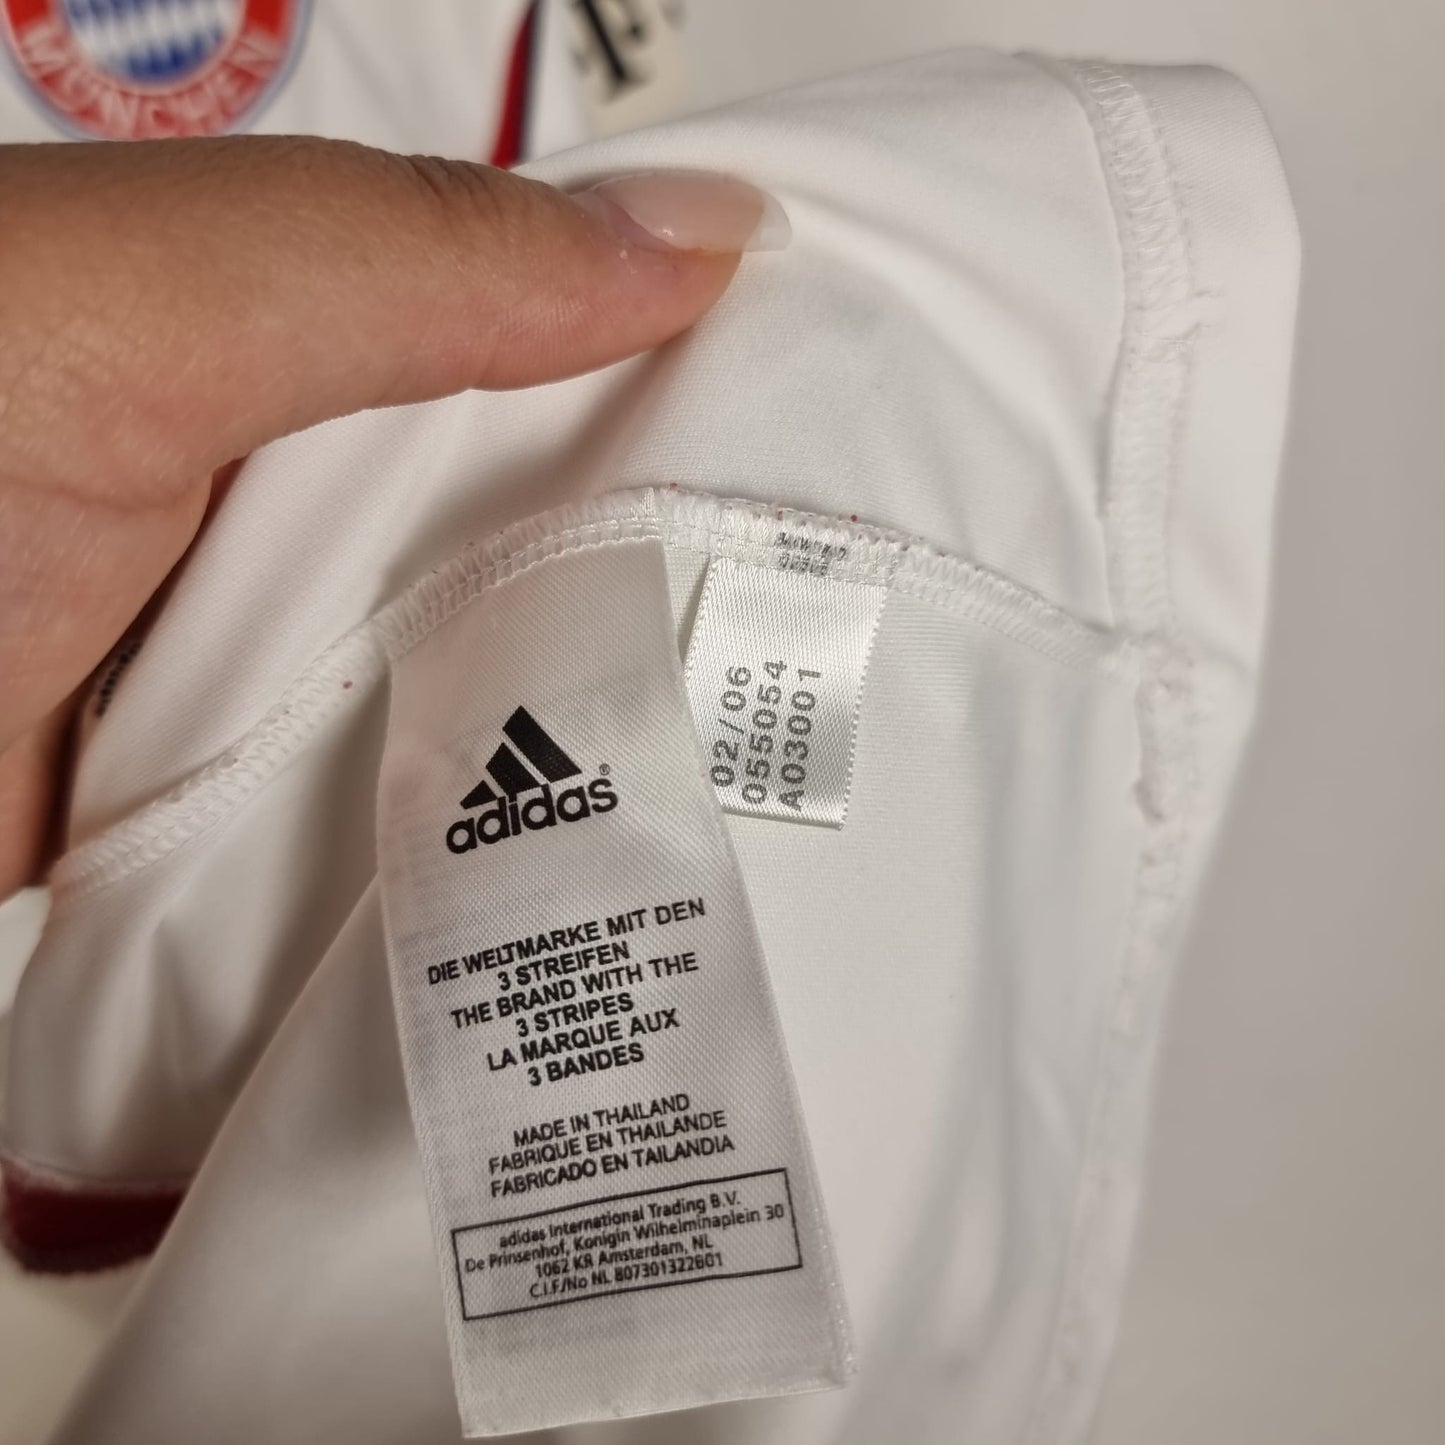 MÜNCHEN
02/06
055054
A03001
adidas®
DIE WELTMARKE MIT DEN
3 STREIFEN
THE BRAND WITH THE
3 STRIPES
LA MARQUE AUX
3 BANDES
MADE IN THAILAND
FABRIQUE EN THAILANDE
FABRICADO EN TAILANDIA
adidas International Trading B.V.
De Prinsenhof, Konigin Wilhelminaplein 30
1062 KR Amsterdam, NL
C.I.F./No NL 807301322B01